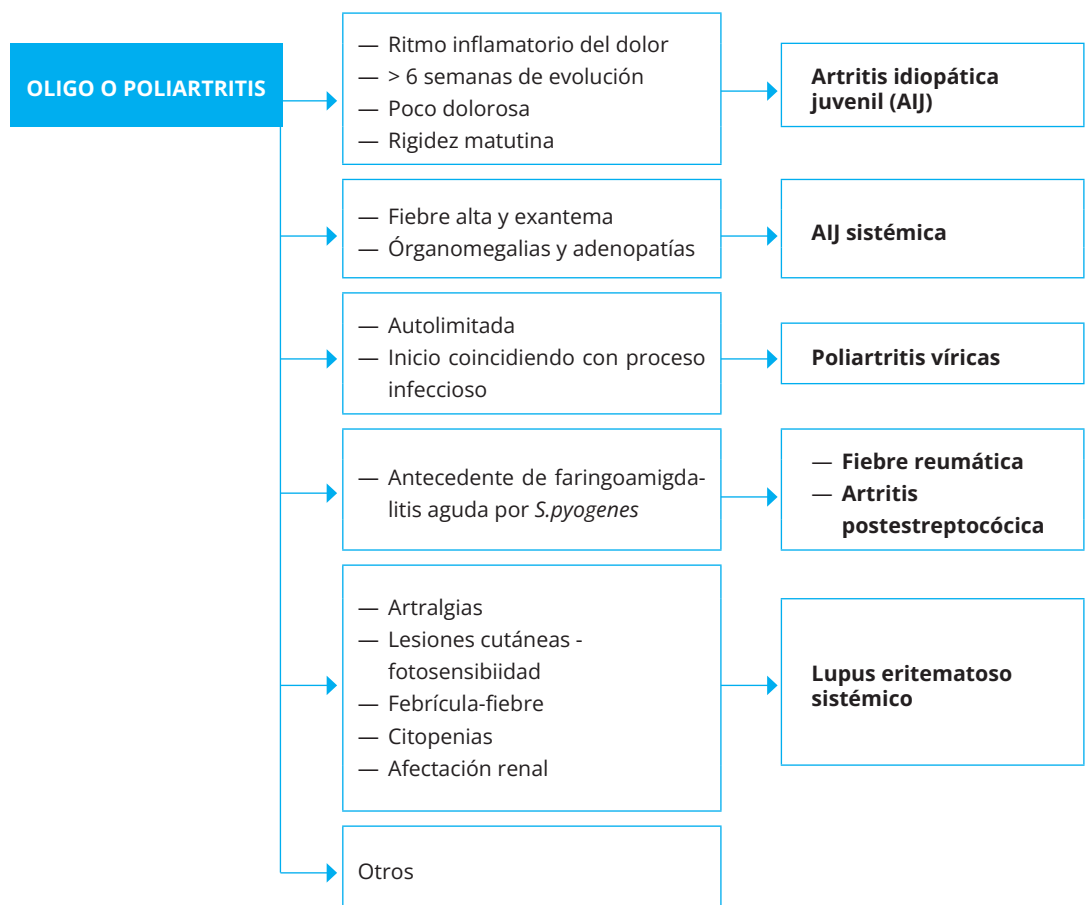 OLIGO O POLIARTRITIS
— Ritmo inflamatorio del dolor
— > 6 semanas de evolución
— Poco dolorosa
— Rigidez matutina
Artritis idiopática
juvenil (AIJ)
— Fiebre alta y exantema
— Órganomegalias y adenopatías
AIJ sistémica
— Autolimitada
— Inicio coincidiendo con proceso
infeccioso
Poliartritis víricas
— Antecedente de faringoamigda-
litis aguda por S.pyogenes
— Fiebre reumática
— Artritis
postestreptocócica
— Artralgias
— Lesiones cutáneas -
fotosensibiidad
— Febrícula-fiebre
— Citopenias
— Afectación renal
Lupus eritematoso
sistémico
Otros